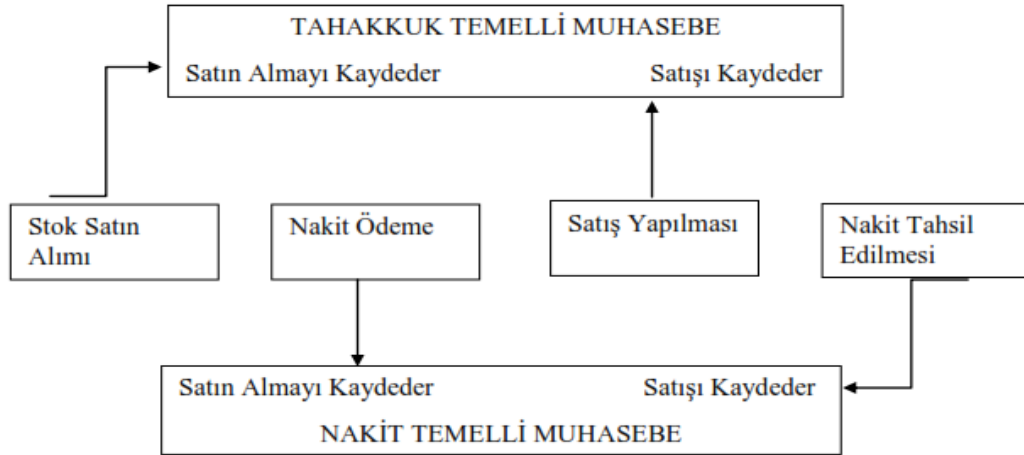 TAHAKKUK TEMELLİ MUHASEBE
Satın Almayı Kaydeder
Satışı Kaydeder
Stok Satın
Alımı
Nakit Ödeme
Satış Yapılması
Nakit Tahsil
Edilmesi
Satın Almayı Kaydeder
Satışı Kaydeder
NAKİT TEMELLİ MUHASEBE